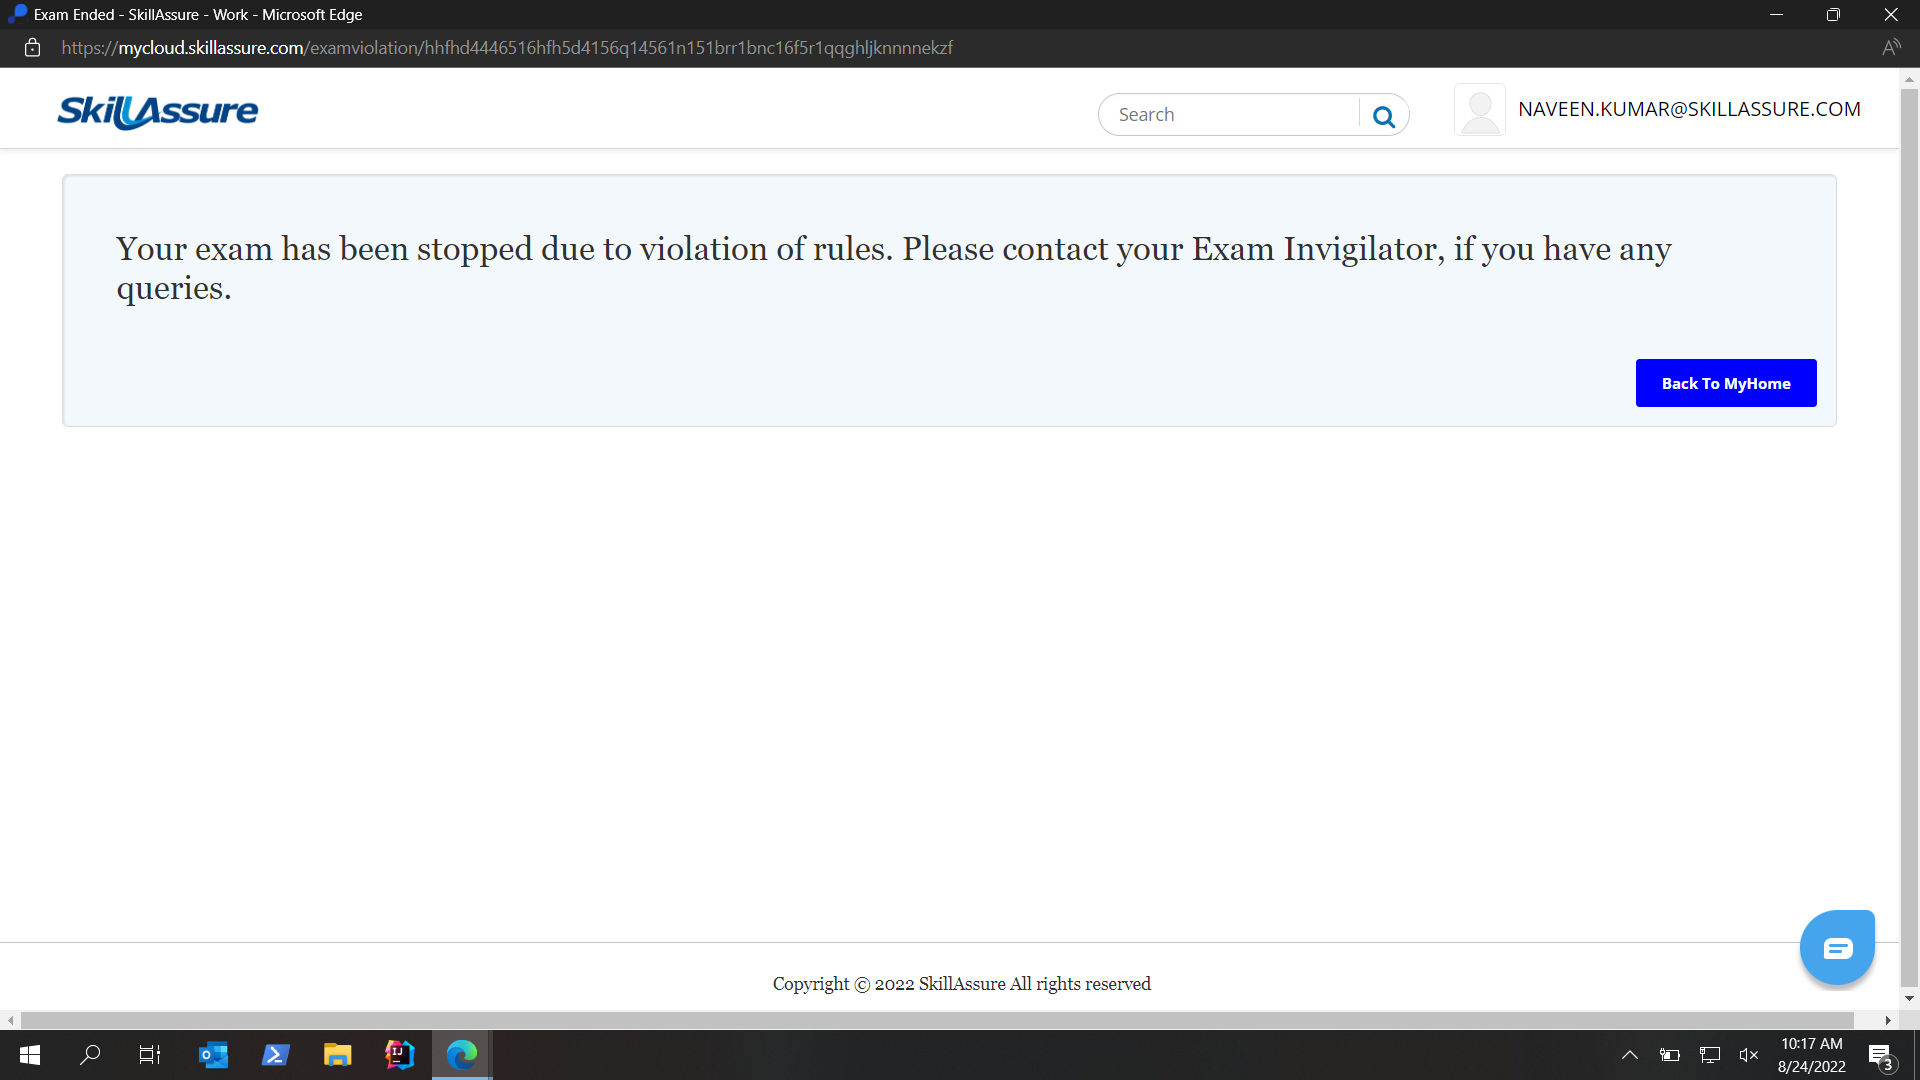 Exam Ended - SkillAssure - Work - Microsoft Edge
https://mycloud.skillassure.com/examviolation/hhfhd4446516hfh5d4156q14561n151brr1bnc16f5r1qqghljknnnnekzf
SkillAssure
Search
NAVEEN.KUMAR@SKILLASSURE.COM
Your exam has been stopped due to violation of rules. Please contact your Exam Invigilator, if you have any
queries.
Back To MyHome
Copyright © 2022 SkillAssure All rights reserved
10:17 AM
8/24/2022
3